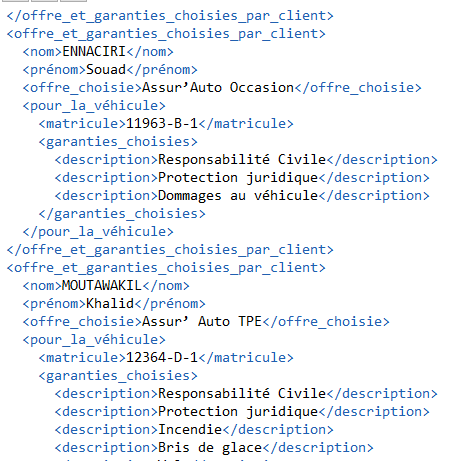 </offre_et_garanties_choisies_par_client>
<offre_et_garanties_choisies_par_client>
<nom>ENNACIRI</nom>
<prénom>Souad</prénom>
<offre_choisie>Assur’Auto Occasion</offre_choisie>
<pour_la_véhicule>
<matricule>11963-B-1</matricule>
<garanties_choisies>
<description>Responsabilité Civile</description>
<description>Protection juridique</description>
<description>Dommages au véhicule</description>
</garanties_choisies>
</pour_la_véhicule>
</offre_et_garanties_choisies_par_client>
<offre_et_garanties_choisies_par_client>
<nom>MOUTAWAKIL</nom>
<prénom>Khalid</prénom>
<offre_choisie>Assur’ Auto TPE</offre_choisie>
<pour_la_véhicule>
<matricule>12364-D-1</matricule>
<garanties_choisies>
<description>Responsabilité Civile</description>
<description>Protection juridique</description>
<description>Incendie</description>
<description>Bris de glace</description>